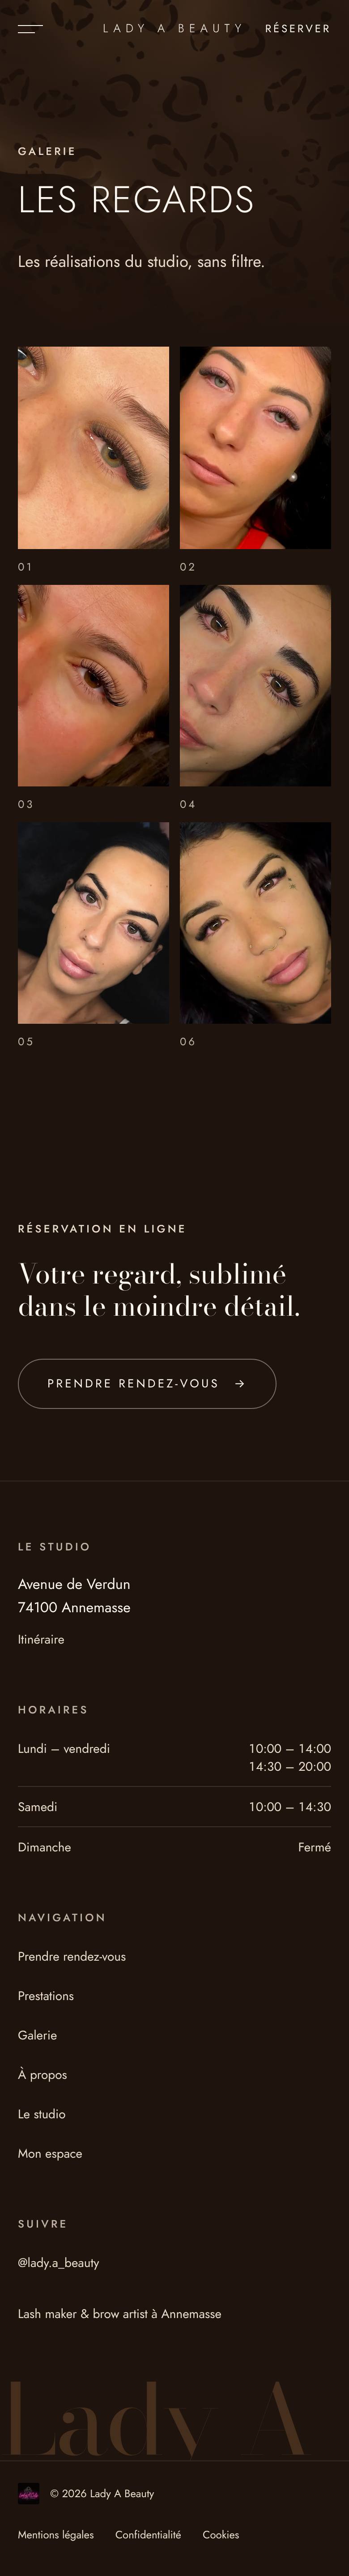 LADY A BEAUTY
RÉSERVER
GALERIE
LES REGARDS
Les réalisations du studio, sans filtre.
01
02
03
04
05
06
RÉSERVATION EN LIGNE
Votre regard, sublimé
dans le moindre détail.
PRENDRE RENDEZ-VOUS →
LE STUDIO
Avenue de Verdun
74100 Annemasse
Itinéraire
HORAIRES
Lundi – vendredi 10:00 – 14:00
14:30 – 20:00
Samedi 10:00 – 14:30
Dimanche Fermé
NAVIGATION
Prendre rendez-vous
Prestations
Galerie
À propos
Le studio
Mon espace
SUIVRE
@lady.a_beauty
Lash maker & brow artist à Annemasse
Lady A
© 2026 Lady A Beauty
Mentions légales Confidentialité Cookies